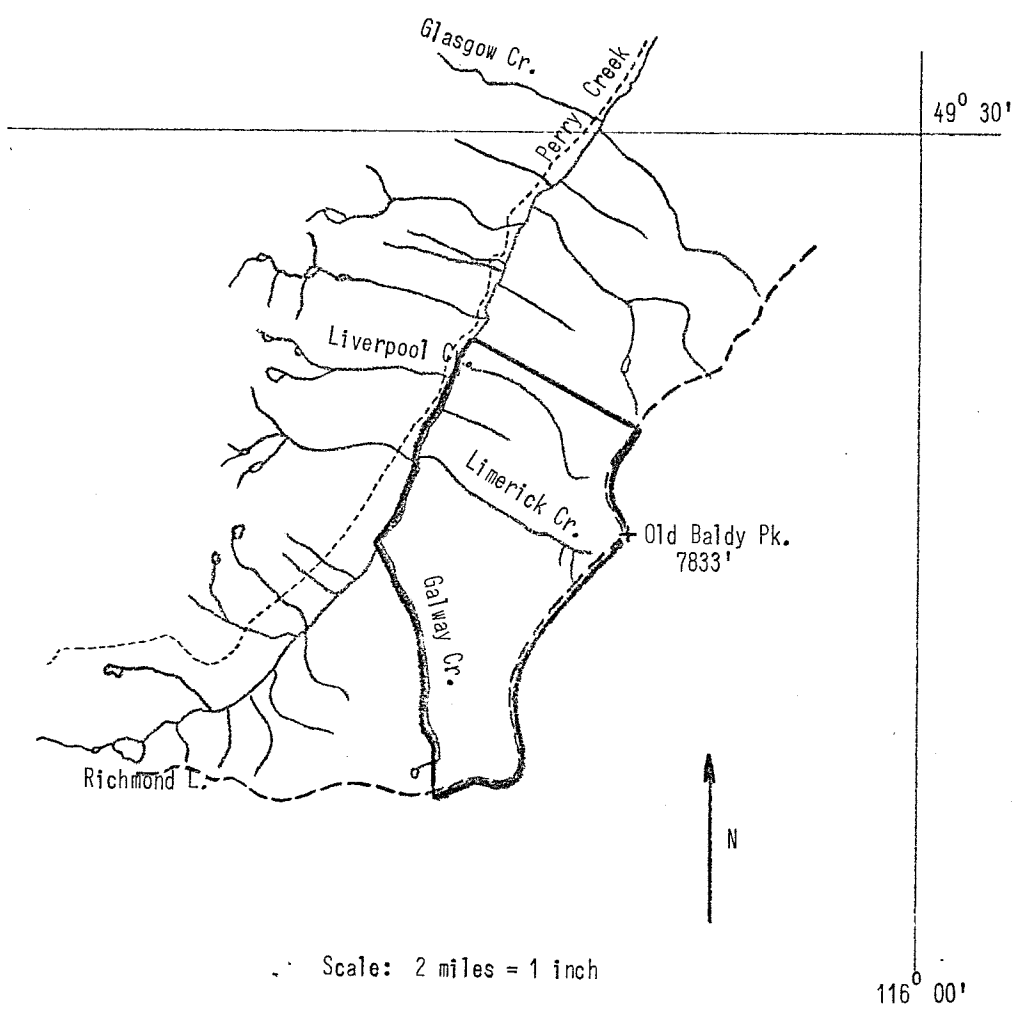 Glasgow Cr.
Perry Creek
49° 30'
Liverpool C.
Limerick Cr.
Old Baldy Pk.
7833'
Galway Cr.
Richmond L.
N
Scale: 2 miles = 1 inch
116° 00'